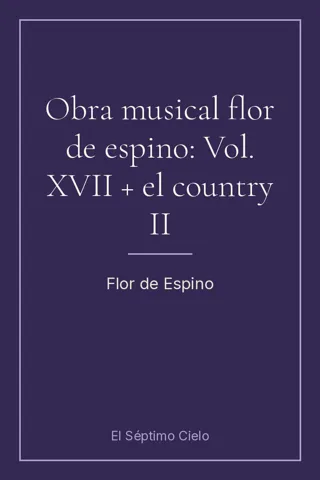 Obra musical flor
de espino: Vol.
XVII + el country
II
Flor de Espino
El Séptimo Cielo